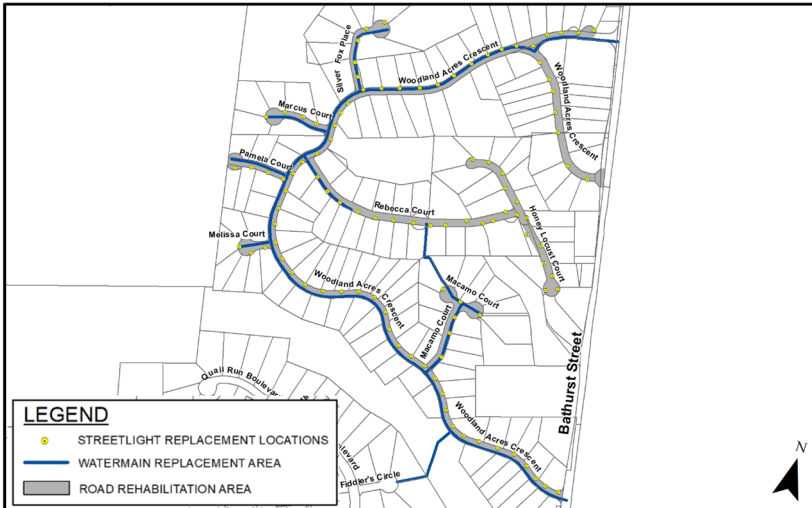 Silver Fox Place
Woodland Acres Crescent
Woodland Acres Crescent
Marcus Court
Pamela Court
Rebecca Court
Honey Locust Court
Melissa Court
Woodland Acres Crescent
Macamo Court
Macamo Court
Bathurst Street
Quail Run Boulevard
Woodland Acres Crescent
Fiddler's Circle
LEGEND
STREETLIGHT REPLACEMENT LOCATIONS
WATERMAIN REPLACEMENT AREA
ROAD REHABILITATION AREA
N